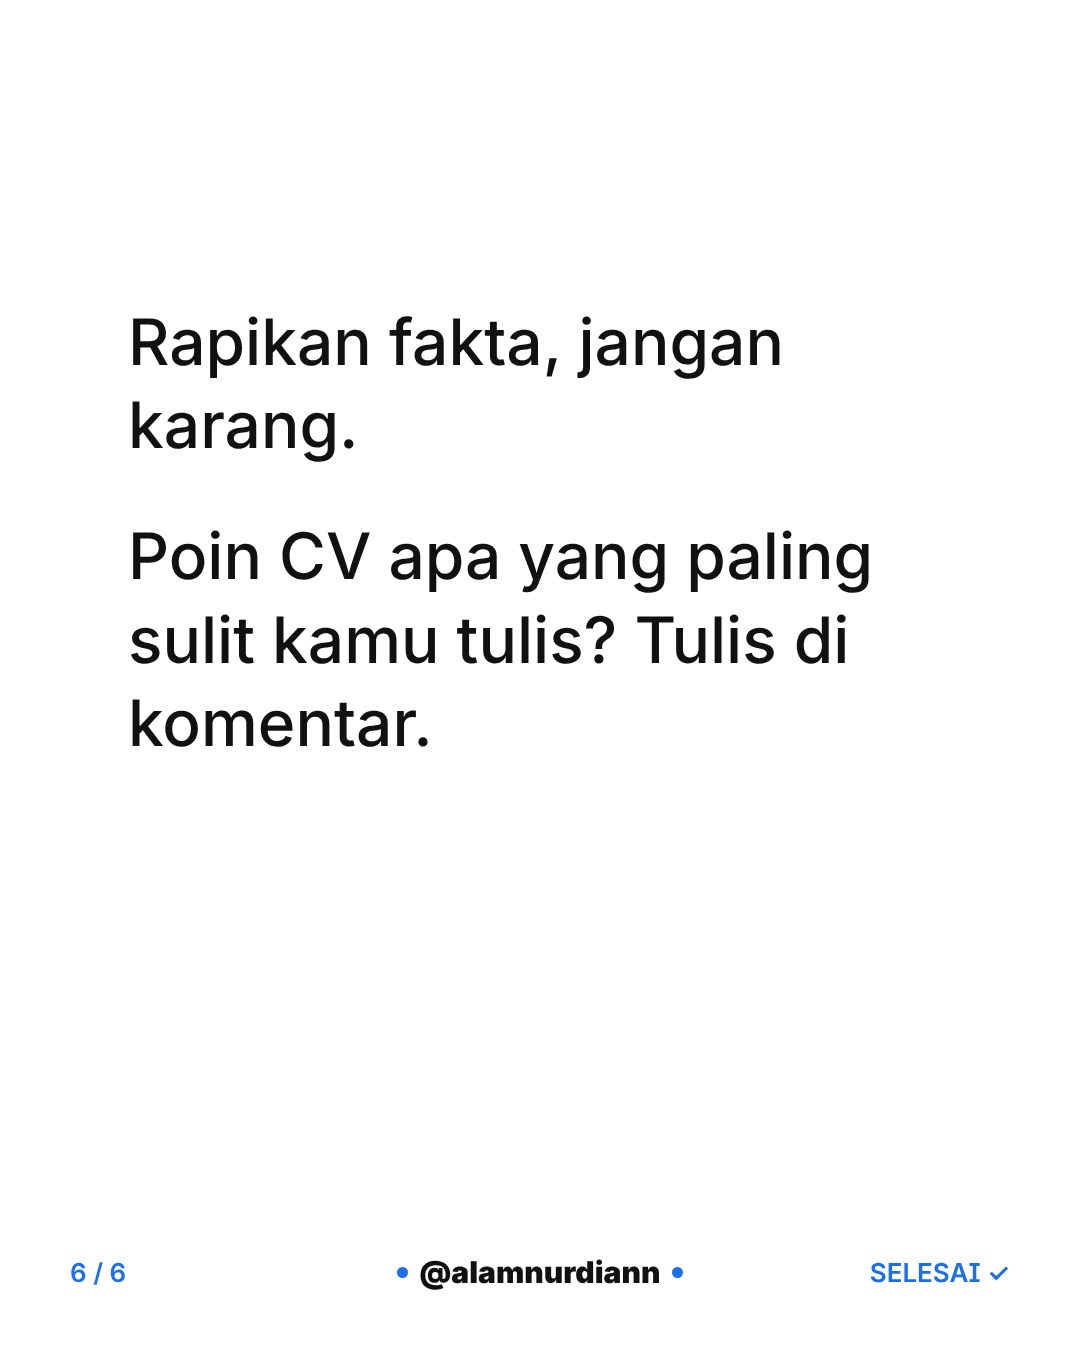 Rapikan fakta, jangan
karang.
Poin CV apa yang paling
sulit kamu tulis? Tulis di
komentar.
6 / 6
• @alamnurdiann •
SELESAI ✓